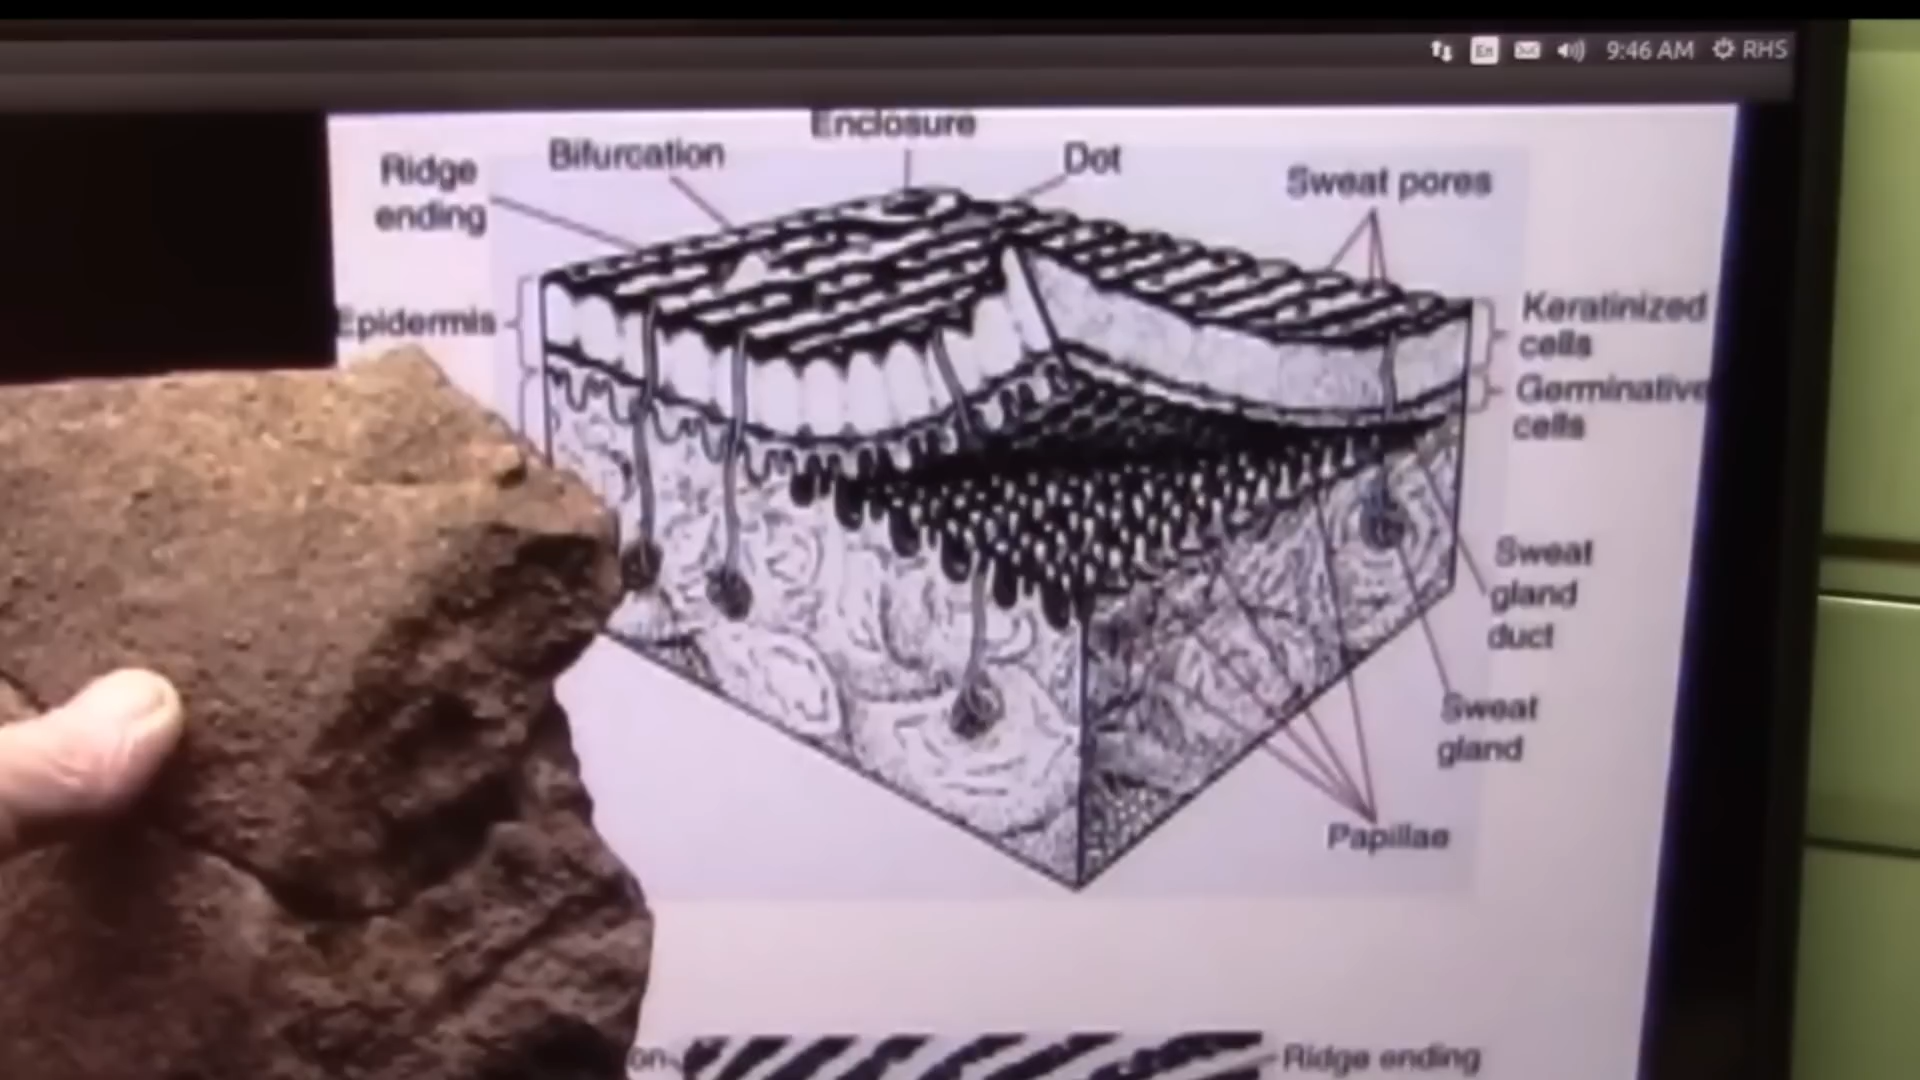 En
9:46 AM
RHS
Enclosure
Bifurcation
Dot
Ridge
ending
Sweat pores
Epidermis
Keratinized
cells
Germinative
cells
Sweat
gland
duct
Sweat
gland
Papillae
Ridge ending